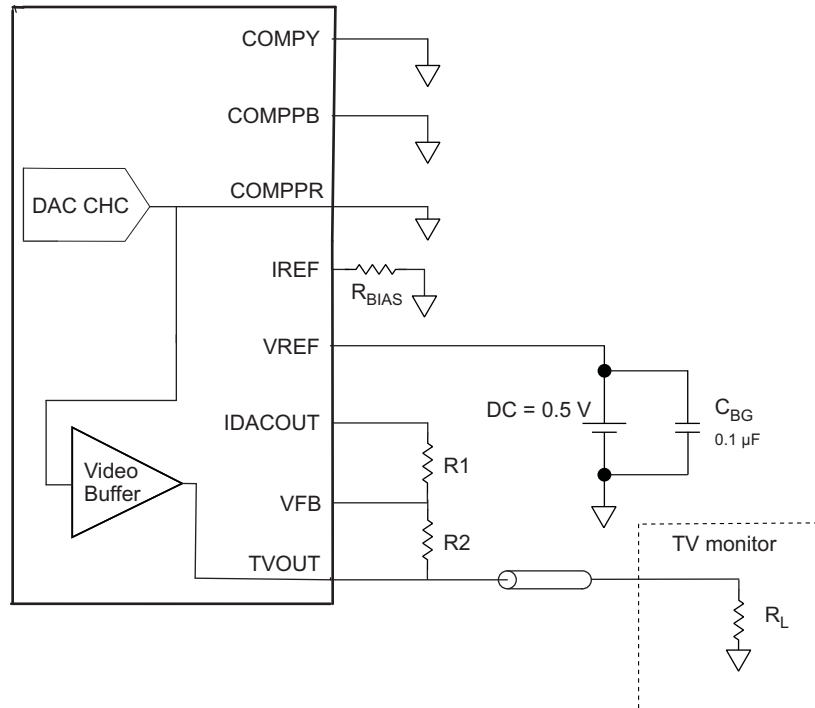 COMPY
COMPPB
COMPPR
DAC CHC
IREF
RBIAS
VREF
DC = 0.5 V
CBG
0.1 µF
IDACOUT
R1
Video
Buffer
VFB
R2
TVOUT
TV monitor
RL